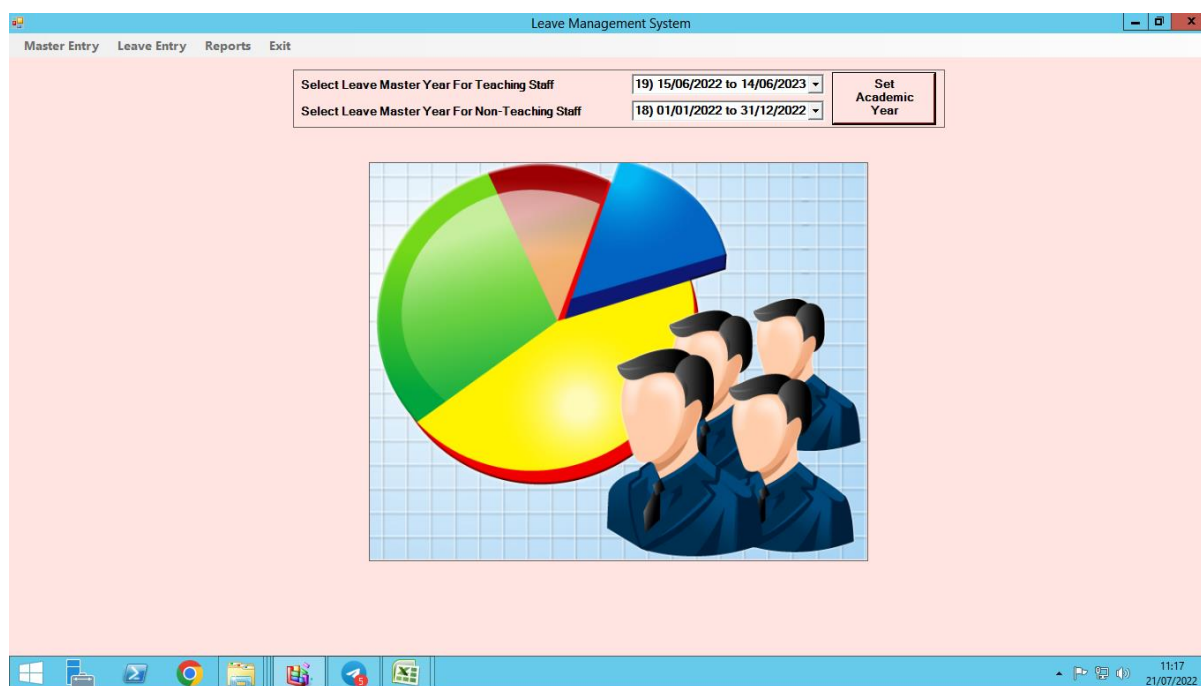 Leave Management System
Master Entry Leave Entry Reports Exit
Select Leave Master Year For Teaching Staff 19) 15/06/2022 to 14/06/2023
Select Leave Master Year For Non-Teaching Staff 18) 01/01/2022 to 31/12/2022
Set
Academic
Year
5
11:17
21/07/2022